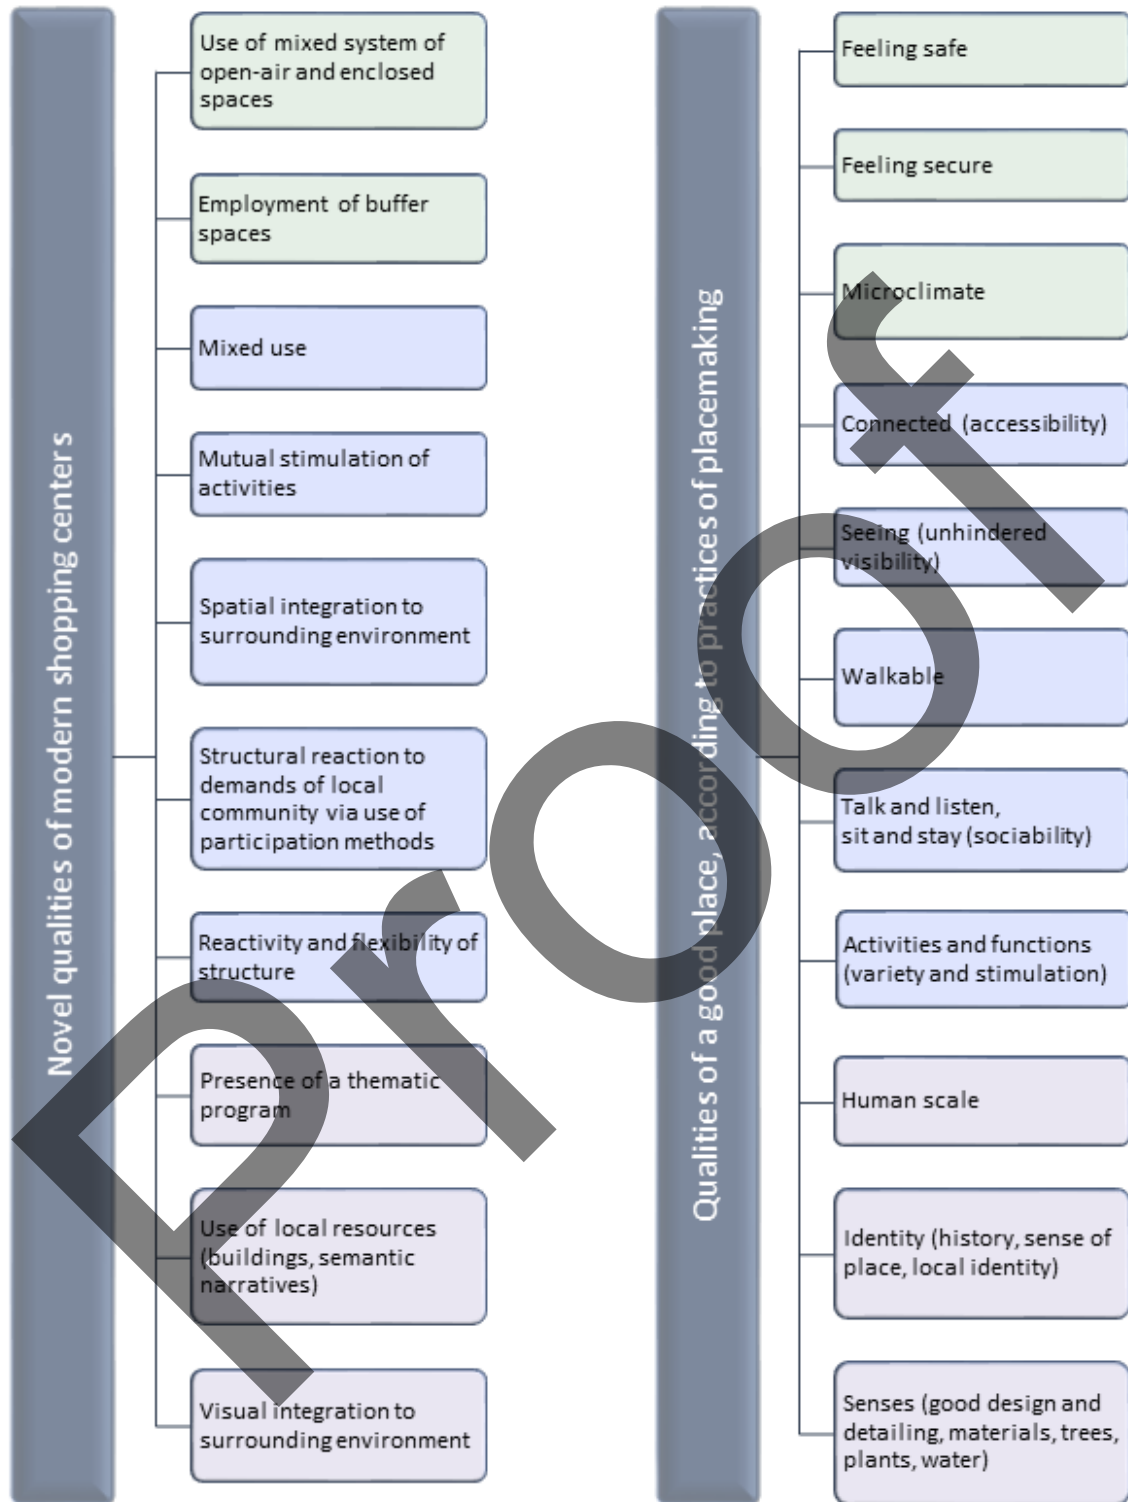 Novel qualities of modern shopping centers
Use of mixed system of
open-air and enclosed
spaces
Employment of buffer
spaces
Mixed use
Mutual stimulation of
activities
Spatial integration to
surrounding environment
Structural reaction to
demands of local
community via use of
participation methods
Reactivity and flexibility of
structure
Presence of a thematic
program
Use of local resources
(buildings, semantic
narratives)
Visual integration to
surrounding environment
Qualities of a good place, according to practices of placemaking
Feeling safe
Feeling secure
Microclimate
Connected (accessibility)
Seeing (unhindered
visibility)
Walkable
Talk and listen,
sit and stay (sociability)
Activities and functions
(variety and stimulation)
Human scale
Identity (history, sense of
place, local identity)
Senses (good design and
detailing, materials, trees,
plants, water)
Proof